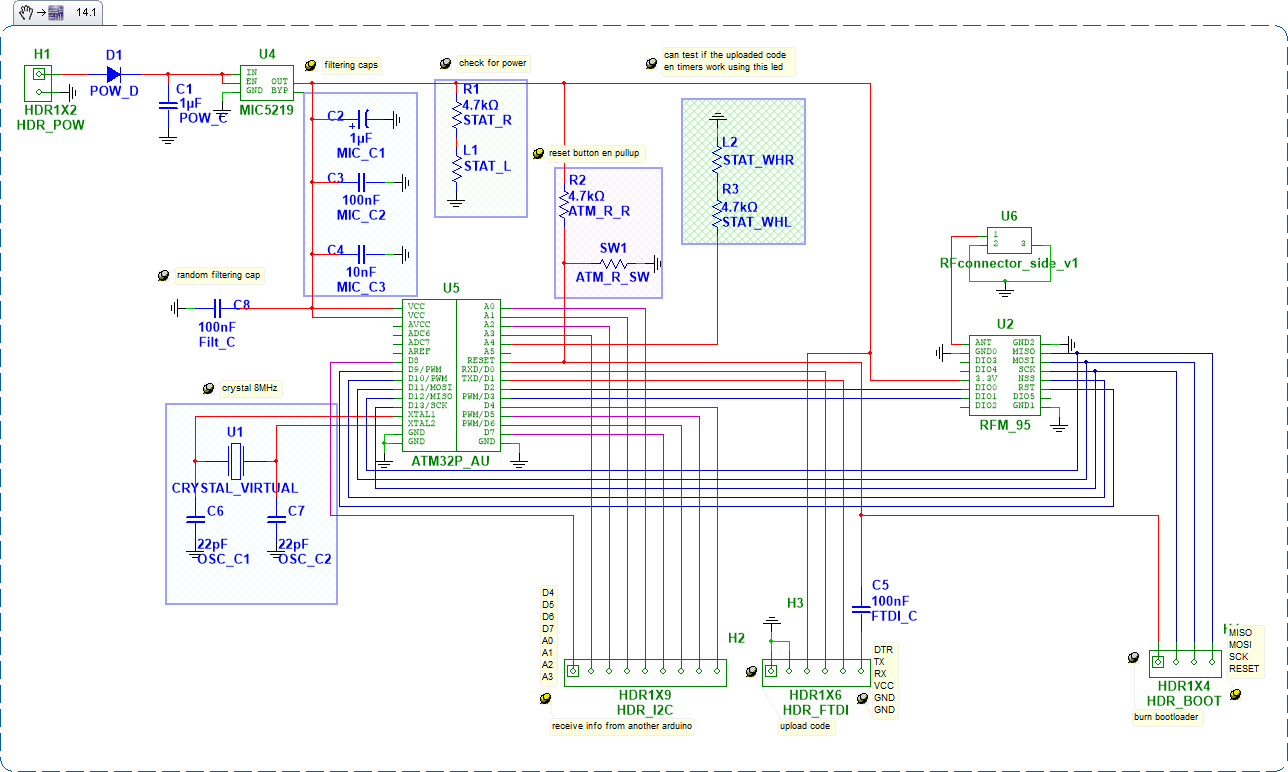 14.1
H1
HDR1X2
HDR_POW
D1
POW_D
C1
1µF
POW_C
U4
IN
EN
GND
OUT
BYP
MIC5219
filtering caps
C2
1µF
MIC_C1
C3
100nF
MIC_C2
C4
10nF
MIC_C3
check for power
R1
4.7kΩ
STAT_R
L1
STAT_L
reset button en pullup
R2
4.7kΩ
ATM_R_R
SW1
ATM_R_SW
can test if the uploaded code
en timers work using this led
L2
STAT_WHR
R3
4.7kΩ
STAT_WHL
random filtering cap
C8
100nF
Filt_C
crystal 8MHz
U1
CRYSTAL_VIRTUAL
C6
22pF
OSC_C1
C7
22pF
OSC_C2
U5
VCC
VCC
AVCC
ADC6
ADC7
AREF
D8
D9/PWM
D10/PWM
D11/MOSI
D12/MISO
D13/SCK
XTAL1
XTAL2
GND
GND
A0
A1
A2
A3
A4
A5
RESET
RXD/D0
TXD/D1
D2
PWM/D3
D4
PWM/D5
PWM/D6
D7
GND
ATM32P_AU
U6
1
2
3
RFconnector_side_v1
U2
ANT
GND0
DIO3
DIO4
3.3V
DIO0
DIO1
DIO2
GND2
MISO
MOSI
SCK
NSS
RST
DIO5
GND1
RFM_95
D4
D5
D6
D7
A0
A1
A2
A3
H2
HDR1X9
HDR_I2C
receive info from another arduino
H3
HDR1X6
HDR_FTDI
upload code
C5
100nF
FTDI_C
DTR
TX
RX
VCC
GND
GND
HDR1X4
HDR_BOOT
burn bootloader
MISO
MOSI
SCK
RESET